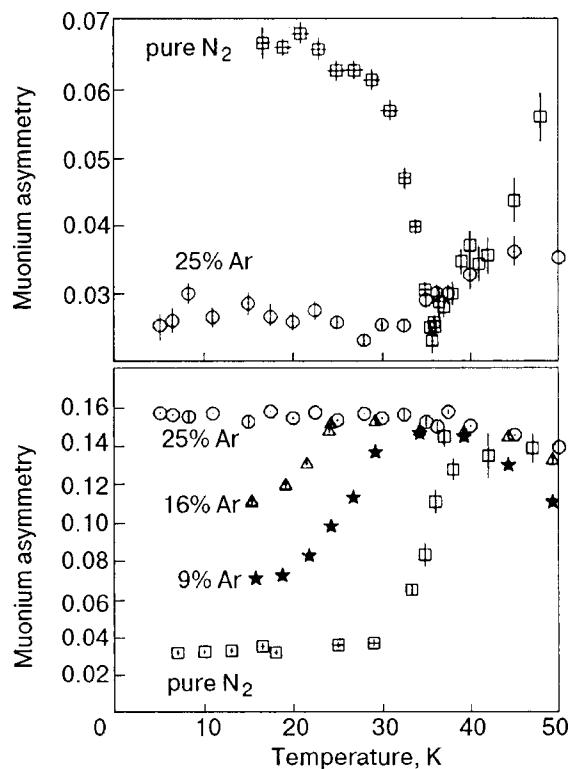 0.07
pure N2
0.06
0.05
0.04
25% Ar
0.03
Muonium asymmetry
0.16
25% Ar
0.14
0.12
16% Ar
0.10
0.08
9% Ar
0.06
0.04
0.02
pure N2
Muonium asymmetry
0 10 20 30 40 50
Temperature, K